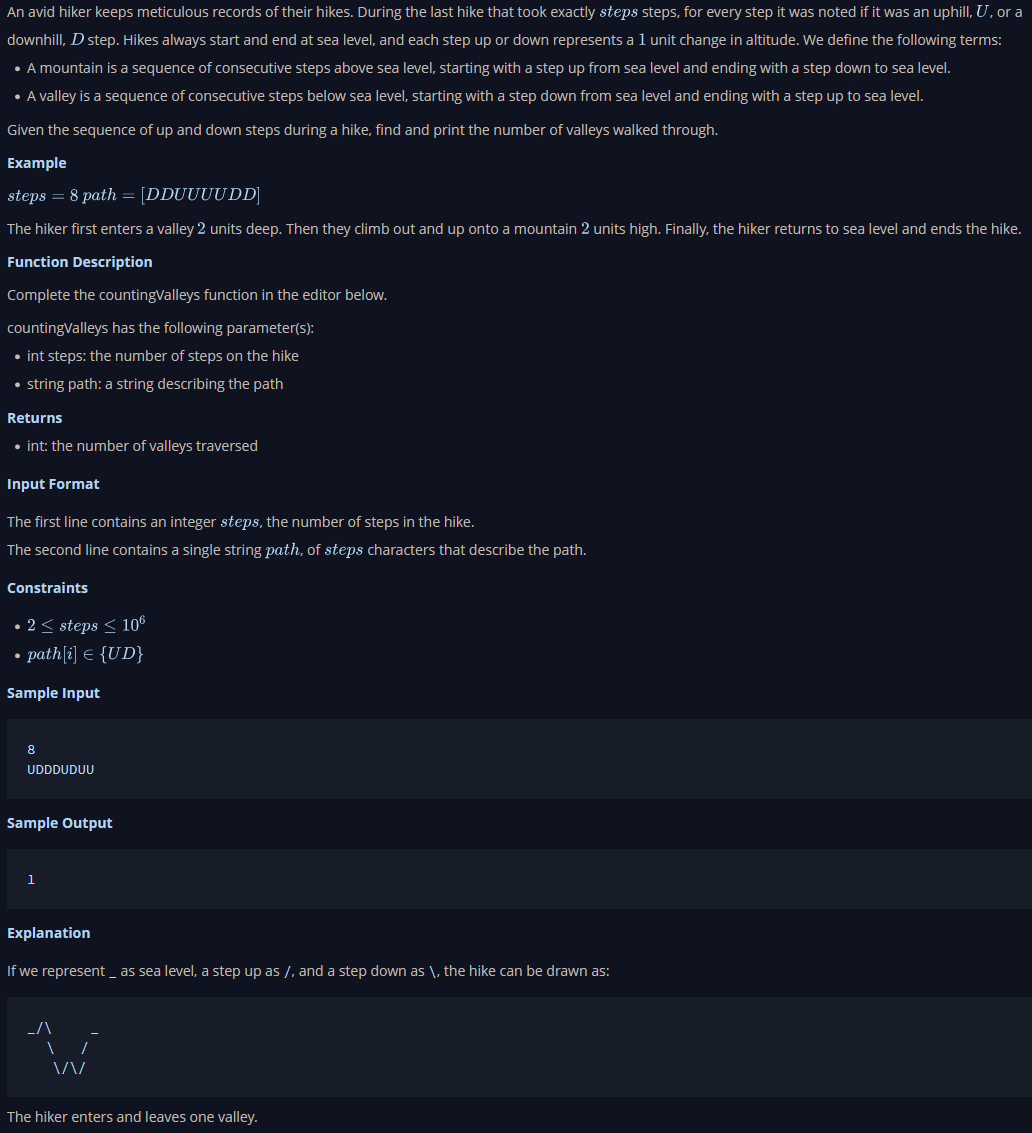 An avid hiker keeps meticulous records of their hikes. During the last hike that took exactly steps steps, for every step it was noted if it was an uphill, U, or a
downhill, D step. Hikes always start and end at sea level, and each step up or down represents a 1 unit change in altitude. We define the following terms:
• A mountain is a sequence of consecutive steps above sea level, starting with a step up from sea level and ending with a step down to sea level.
• A valley is a sequence of consecutive steps below sea level, starting with a step down from sea level and ending with a step up to sea level.
Given the sequence of up and down steps during a hike, find and print the number of valleys walked through.
Example
steps = 8 path = [DDUUUUDD]
The hiker first enters a valley 2 units deep. Then they climb out and up onto a mountain 2 units high. Finally, the hiker returns to sea level and ends the hike.
Function Description
Complete the countingValleys function in the editor below.
countingValleys has the following parameter(s):
• int steps: the number of steps on the hike
• string path: a string describing the path
Returns
• int: the number of valleys traversed
Input Format
The first line contains an integer steps, the number of steps in the hike.
The second line contains a single string path, of steps characters that describe the path.
Constraints
• 2 ≤ steps ≤ 10⁶
• path[i] ∈ {UD}
Sample Input
8
UDDDUDUU
Sample Output
1
Explanation
If we represent _ as sea level, a step up as /, and a step down as \, the hike can be drawn as:
_/\      _
   \    /
    \/\/
The hiker enters and leaves one valley.